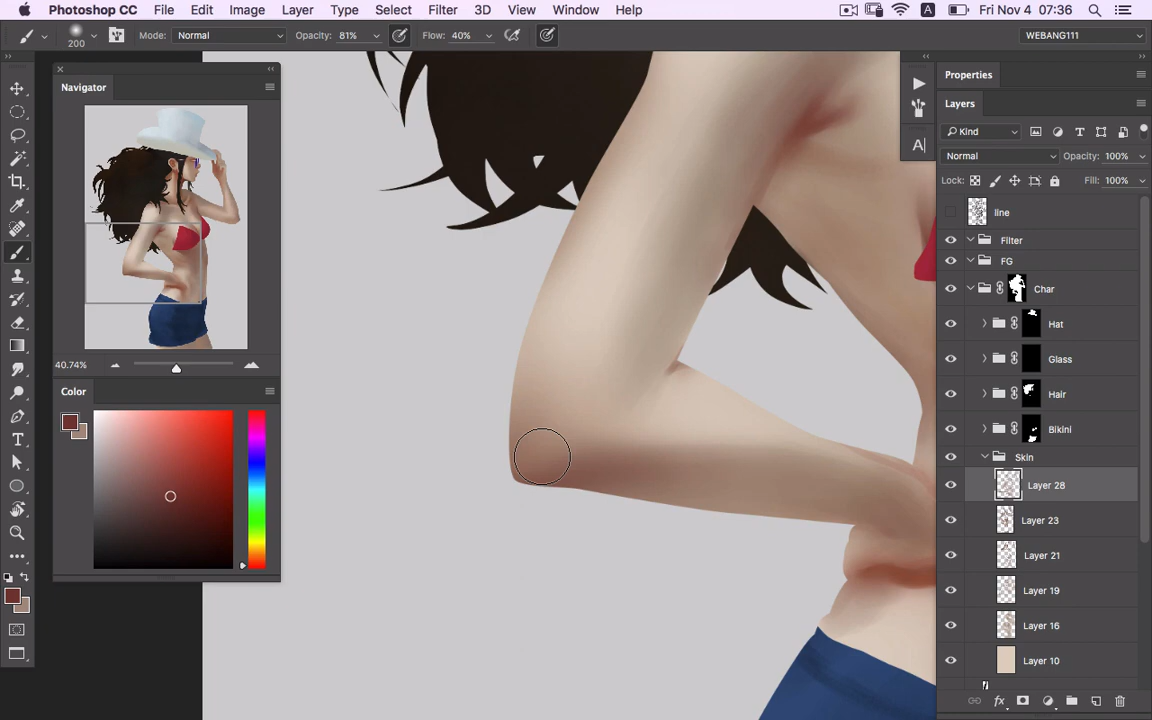 Photoshop CC File Edit Image Layer Type Select Filter 3D View Window Help A Fri Nov 4 07:36
200 Mode: Normal Opacity: 81% Flow: 40% WEBANG111
Navigator
40.74%
Color
A
Properties
Layers
Kind
Normal Opacity: 100%
Lock: Fill: 100%
line
Filter
FG
Char
Hat
Glass
Hair
Bikini
Skin
Layer 28
Layer 23
Layer 21
Layer 19
Layer 16
Layer 10
fx